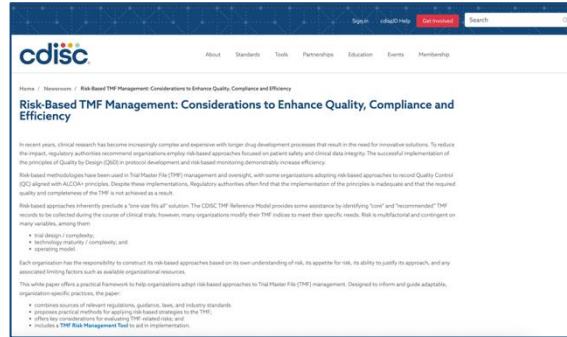 Sign in cdiscID Help Get Involved Search
cdisc
About Standards Tools Partnerships Education Events Membership
Home / Newsroom / Risk-Based TMF Management: Considerations to Enhance Quality, Compliance and Efficiency
Risk-Based TMF Management: Considerations to Enhance Quality, Compliance and
Efficiency
In recent years, clinical research has become increasingly complex and expensive with longer drug development processes that result in the need for innovative solutions. To reduce
the impact, regulatory authorities recommend organizations employ risk-based approaches focused on patient safety and clinical data integrity. The successful implementation of
the principles of Quality by Design (QbD) in protocol development and risk-based monitoring demonstrably increase efficiency.
Risk-based methodologies have been used in Trial Master File (TMF) management and oversight, with some organizations adopting risk-based approaches to record Quality Control
(QC) aligned with ALCOA+ principles. Despite these implementations, Regulatory authorities often find that the implementation of the principles is inadequate and that the required
quality and completeness of the TMF is not achieved as a result.
Risk-based approaches inherently preclude a "one-size fits all" solution. The CDISC TMF Reference Model provides some assistance by identifying "core" and "recommended" TMF
records to be collected during the course of clinical trials; however, many organizations modify their TMF indices to meet their specific needs. Risk is multifactorial and contingent on
many variables, among them:
• trial design / complexity;
• technology maturity / complexity; and
• operating model.
Each organization has the responsibility to construct its risk-based approaches based on its own understanding of risk, its appetite for risk, its ability to justify its approach, and any
associated limiting factors such as available organizational resources.
This white paper offers a practical framework to help organizations adopt risk-based approaches to Trial Master File (TMF) management. Designed to inform and guide adaptable,
organization-specific practices, the paper:
• combines sources of relevant regulations, guidance, laws, and industry standards
• proposes practical methods for applying risk-based strategies to the TMF;
• offers key considerations for evaluating TMF-related risks; and
• includes a TMF Risk Management Tool to aid in implementation.